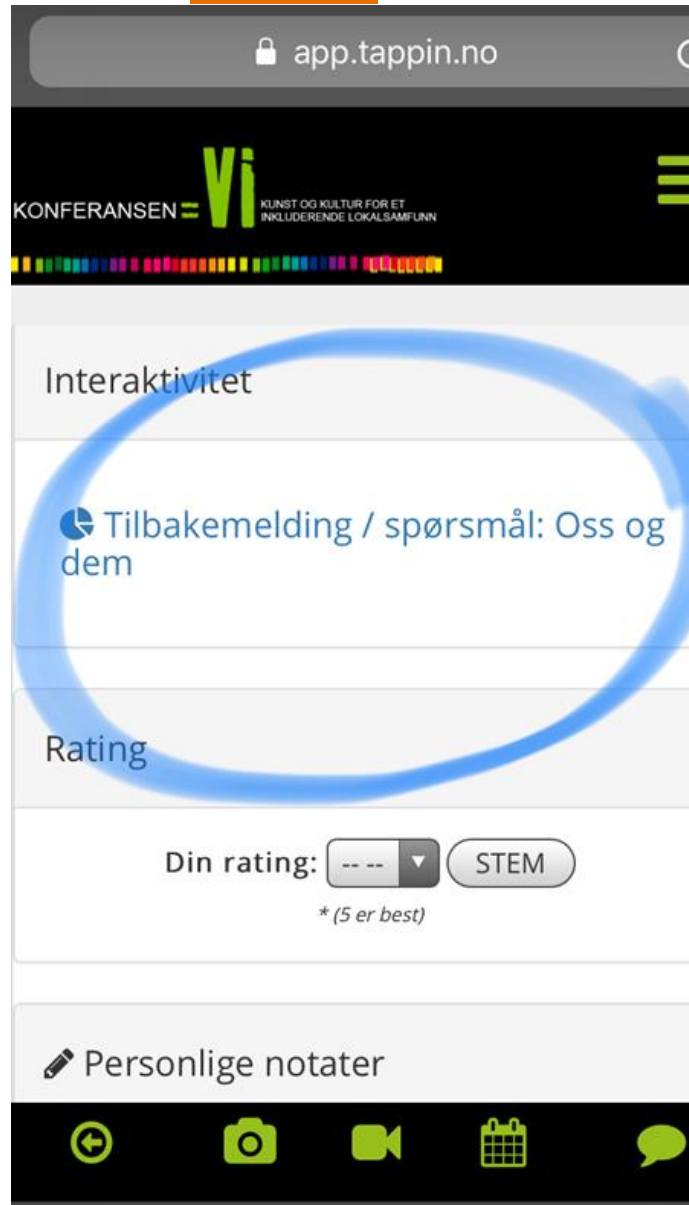 app.tappin.no
KONFERANSEN = Vi KUNST OG KULTUR FOR ET
INKLUDERENDE LOKALSAMFUNN
Interaktivitet
Tilbakemelding / spørsmål: Oss og
dem
Rating
Din rating: -- -- STEM
* (5 er best)
Personlige notater